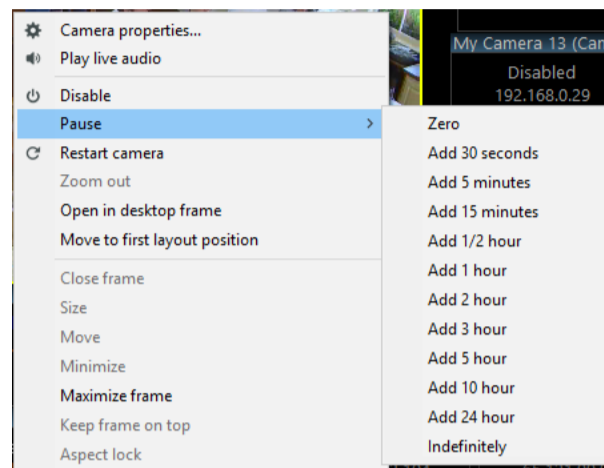 Camera properties...
Play live audio
Disable
Pause
Restart camera
Zoom out
Open in desktop frame
Move to first layout position
Close frame
Size
Move
Minimize
Maximize frame
Keep frame on top
Aspect lock
My Camera 13 (Cam
Disabled
192.168.0.29
Zero
Add 30 seconds
Add 5 minutes
Add 15 minutes
Add 1/2 hour
Add 1 hour
Add 2 hour
Add 3 hour
Add 5 hour
Add 10 hour
Add 24 hour
Indefinitely